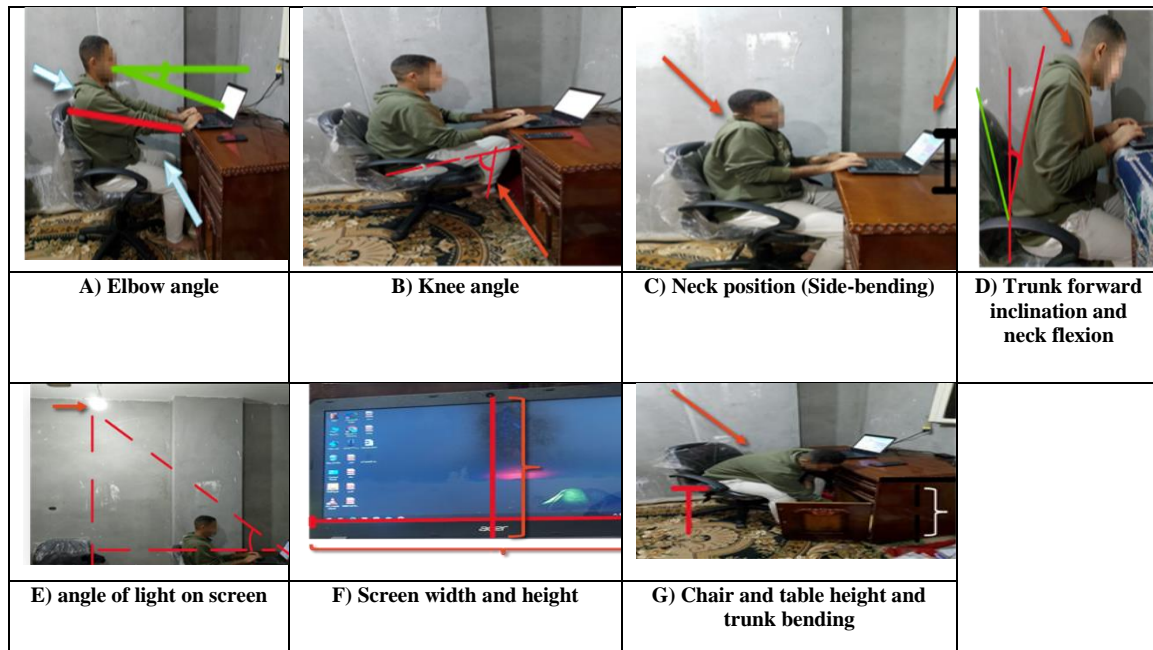 A) Elbow angle
B) Knee angle
C) Neck position (Side-bending)
D) Trunk forward
inclination and
neck flexion
E) angle of light on screen
F) Screen width and height
acer
G) Chair and table height and
trunk bending